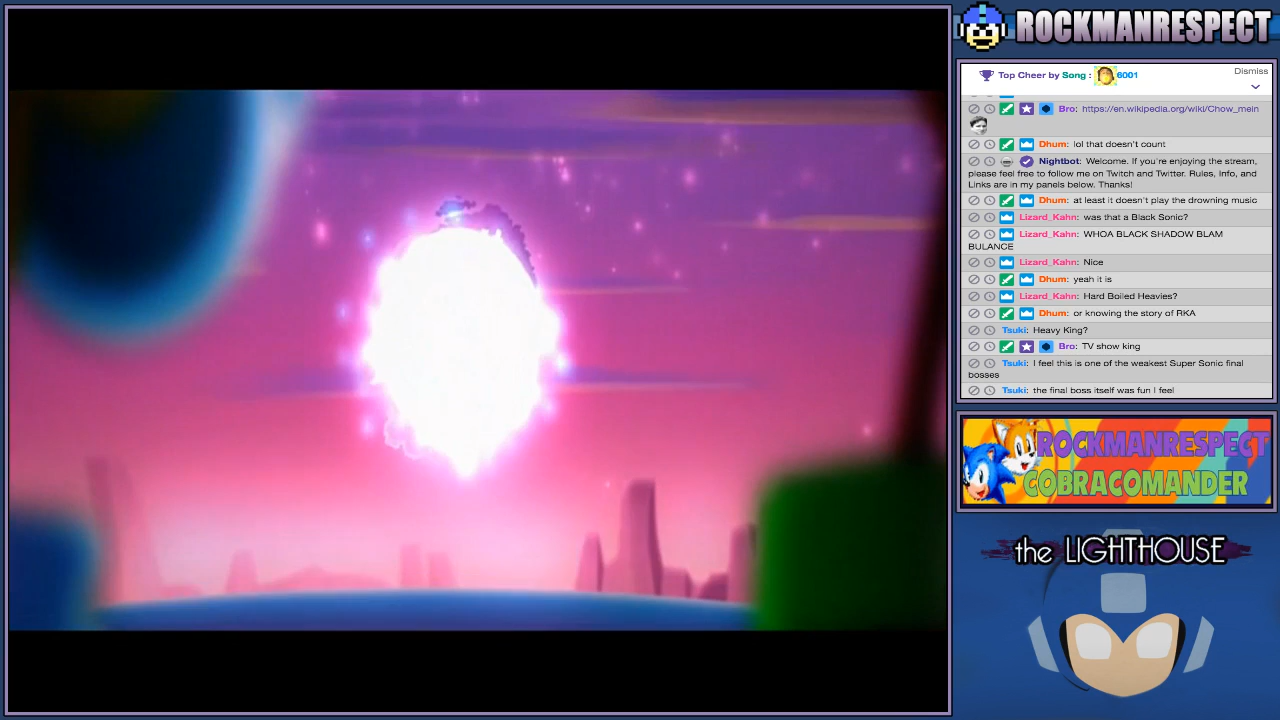 ROCKMANRESPECT
Top Cheer by Song : 6001
Dismiss
Bro: https://en.wikipedia.org/wiki/Chow_mein
Dhum: lol that doesn't count
Nightbot: Welcome. If you're enjoying the stream,
please feel free to follow me on Twitch and Twitter. Rules, Info, and
Links are in my panels below. Thanks!
Dhum: at least it doesn't play the drowning music
Lizard_Kahn: was that a Black Sonic?
Lizard_Kahn: WHOA BLACK SHADOW BLAM
BULANCE
Lizard_Kahn: Nice
Dhum: yeah it is
Lizard_Kahn: Hard Boiled Heavies?
Dhum: or knowing the story of RKA
Tsuki: Heavy King?
Bro: TV show king
Tsuki: I feel this is one of the weakest Super Sonic final
bosses
Tsuki: the final boss itself was fun I feel
ROCKMANRESPECT
COBRACOMANDER
the LIGHTHOUSE